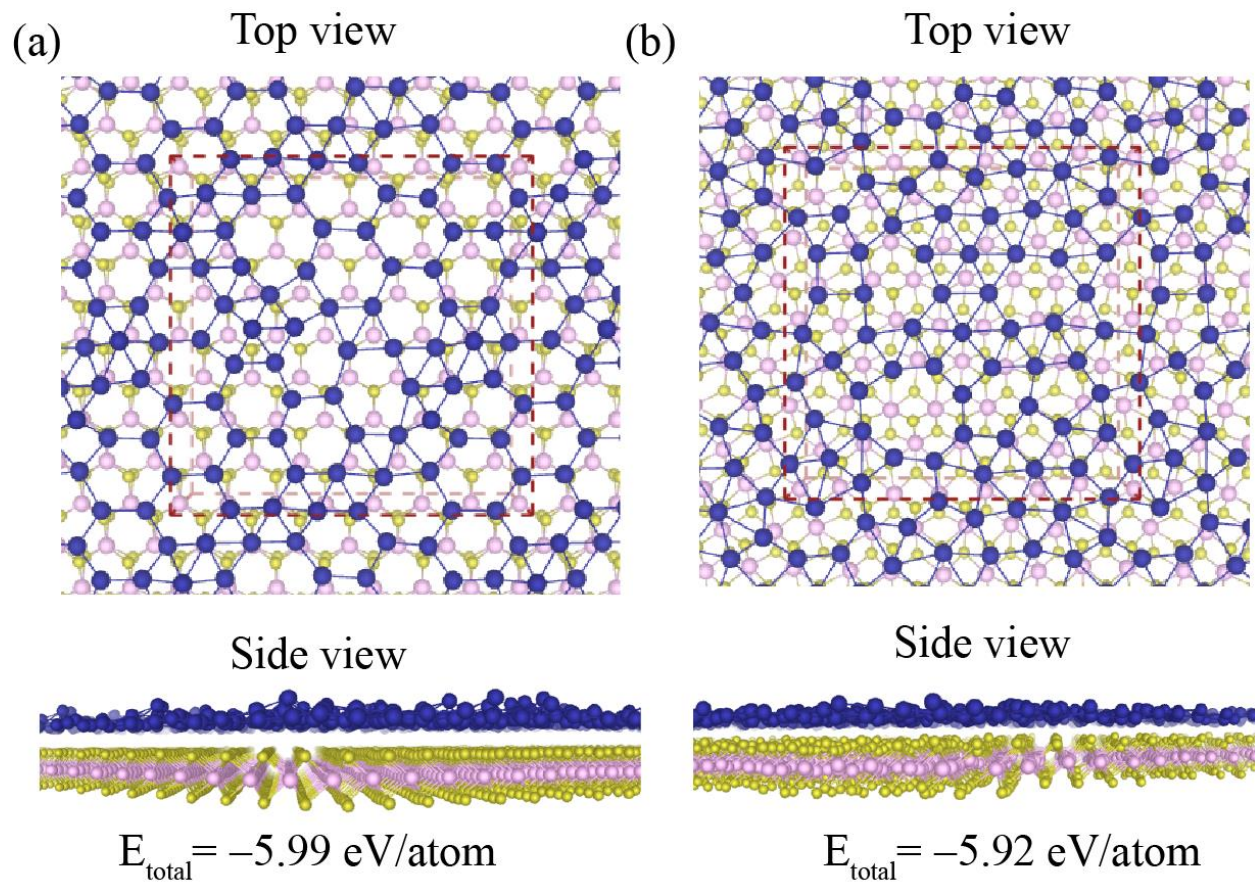 (a) Top view
(b) Top view
Side view
Side view
E_total= −5.99 eV/atom
E_total= −5.92 eV/atom